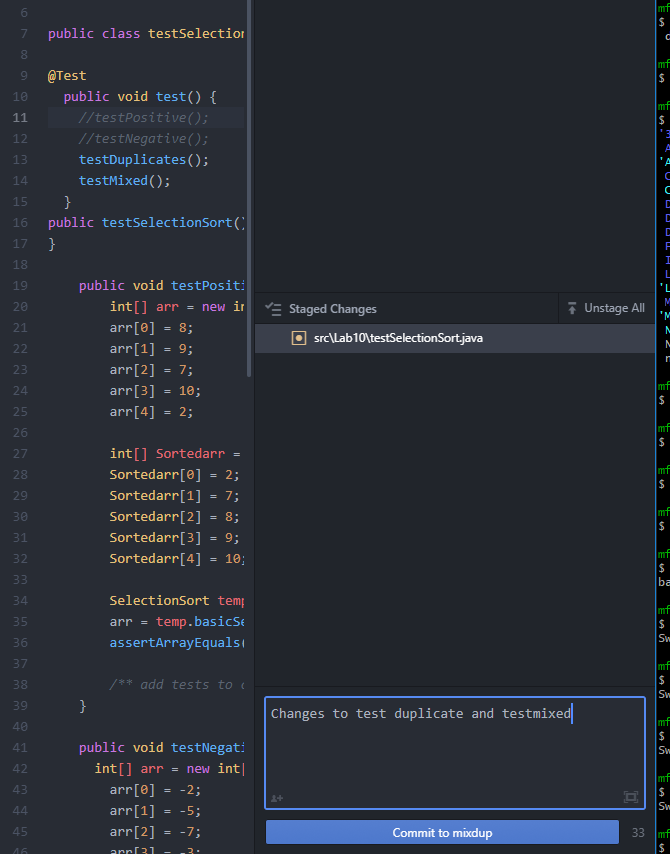 6
7 public class testSelection
8
9 @Test
10 public void test() {
11 //testPositive();
12 //testNegative();
13 testDuplicates();
14 testMixed();
15 }
16 public testSelectionSort()
17 }
18
19 public void testPositi
20 int[] arr = new in
21 arr[0] = 8;
22 arr[1] = 9;
23 arr[2] = 7;
24 arr[3] = 10;
25 arr[4] = 2;
26
27 int[] Sortedarr =
28 Sortedarr[0] = 2;
29 Sortedarr[1] = 7;
30 Sortedarr[2] = 8;
31 Sortedarr[3] = 9;
32 Sortedarr[4] = 10;
33
34 SelectionSort temp
35 arr = temp.basicSe
36 assertArrayEquals(
37
38 /** add tests to
39 }
40
41 public void testNegati
42 int[] arr = new int[
43 arr[0] = -2;
44 arr[1] = -5;
45 arr[2] = -7;
46 arr[3] = -3;
Staged Changes
Unstage All
src\Lab10\testSelectionSort.java
Changes to test duplicate and testmixed
Commit to mixdup
33
mf
$
mf
$
mf
$
mf
$
mf
$
mf
$
mf
$
mf
$
ba
mf
$
Sw
mf
$
Sw
mf
$
Sw
mf
$
Sw
mf
$